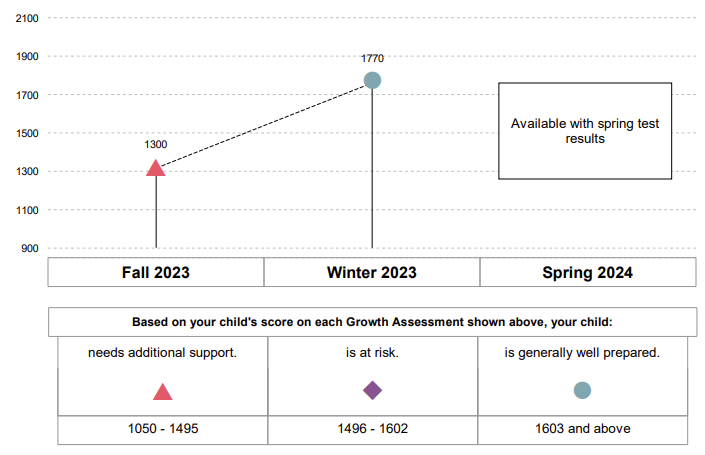 2100
1900
1770
1700
Available with spring test
results
1500
1300
1300
1100
900
Fall 2023 Winter 2023 Spring 2024
Based on your child's score on each Growth Assessment shown above, your child:
needs additional support. is at risk. is generally well prepared.
1050 - 1495 1496 - 1602 1603 and above